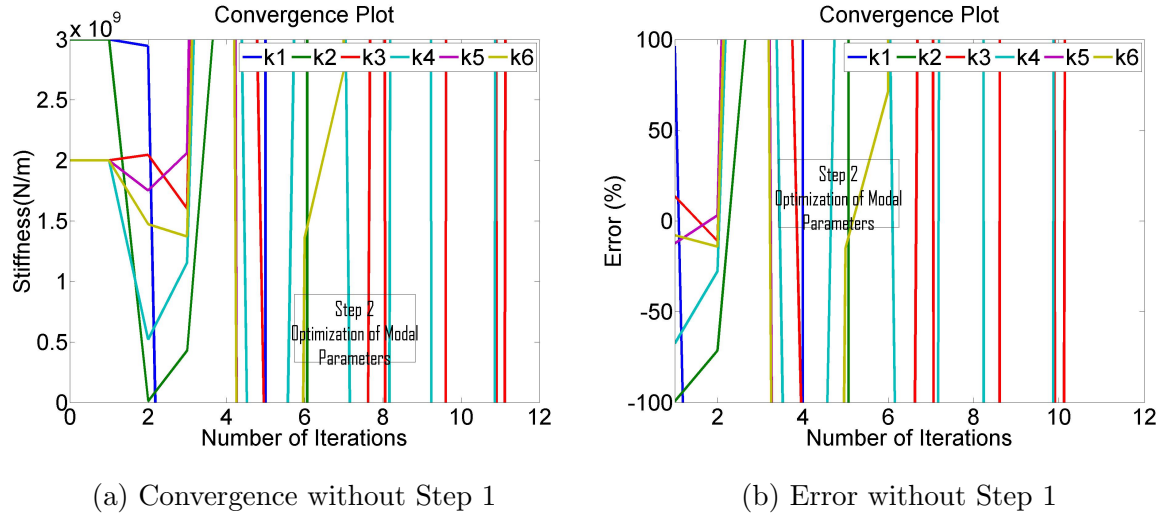 Convergence Plot
3 x 10^9
k1 k2 k3 k4 k5 k6
2.5
2
1.5
1
0.5
0
Stiffness(N/m)
Step 2
Optimization of Modal
Parameters
0 2 4 6 8 10 12
Number of Iterations
(a) Convergence without Step 1
Convergence Plot
100
k1 k2 k3 k4 k5 k6
50
0
-50
-100
Error (%)
Step 2
Optimization of Modal
Parameters
2 4 6 8 10 12
Number of Iterations
(b) Error without Step 1